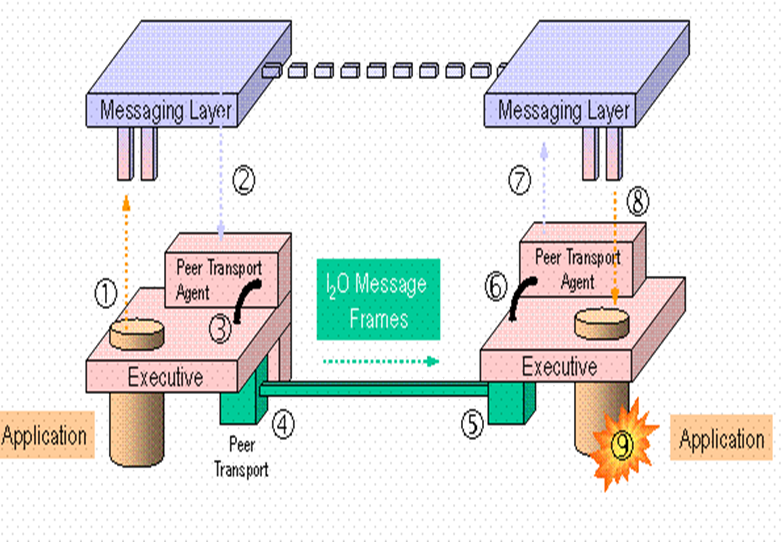 Messaging Layer
Messaging Layer
②
⑦
⑧
Peer Transport
Agent
Peer Transport
Agent
①
③
I₂O Message
Frames
⑥
Executive
Executive
Application
④
⑤
⑨
Application
Peer
Transport